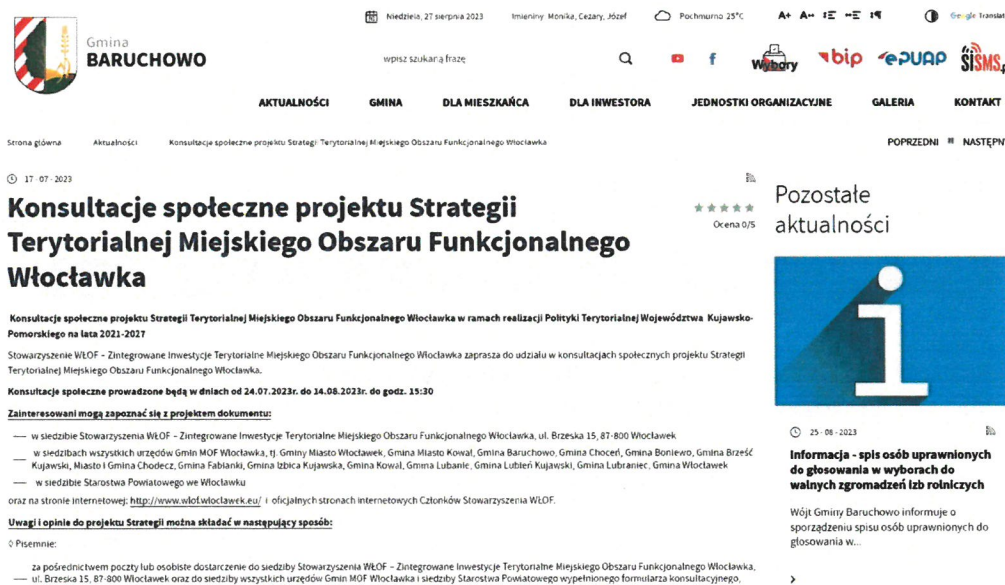 Niedziela, 27 sierpnia 2023 Imieniny: Monika, Cezary, Józef Pochmurno 25°C A+ A
Gmina
BARUCHOWO
wpisz szukaną frazę
Wybory bip ePUAP SISMS
AKTUALNOŚCI GMINA DLA MIESZKAŃCA DLA INWESTORA JEDNOSTKI ORGANIZACYJNE GALERIA KONTAKT
Strona główna Aktualności Konsultacje społeczne projektu Strategii Terytorialnej Miejskiego Obszaru Funkcjonalnego Włocławka
POPRZEDNI NASTĘPN
17 - 07 - 2023
Konsultacje społeczne projektu Strategii
Terytorialnej Miejskiego Obszaru Funkcjonalnego
Włocławka
Ocena 0/5
Konsultacje społeczne projektu Strategii Terytorialnej Miejskiego Obszaru Funkcjonalnego Włocławka w ramach realizacji Polityki Terytorialnej Województwa Kujawsko-
Pomorskiego na lata 2021-2027
Stowarzyszenie WŁOF – Zintegrowane Inwestycje Terytorialne Miejskiego Obszaru Funkcjonalnego Włocławka zaprasza do udziału w konsultacjach społecznych projektu Strategii
Terytorialnej Miejskiego Obszaru Funkcjonalnego Włocławka.
Konsultacje społeczne prowadzone będą w dniach od 24.07.2023r. do 14.08.2023r. do godz. 15:30
Zainteresowani mogą zapoznać się z projektem dokumentu:
— w siedzibie Stowarzyszenia WŁOF – Zintegrowane Inwestycje Terytorialne Miejskiego Obszaru Funkcjonalnego Włocławka, ul. Brzeska 15, 87-800 Włocławek
— w siedzibach wszystkich urzędów Gmin MOF Włocławka, tj. Gminy Miasto Włocławek, Gmina Miasto Kowal, Gmina Baruchowo, Gmina Choceń, Gmina Boniewo, Gmina Brześć
Kujawski, Miasto i Gmina Chodecz, Gmina Fabianki, Gmina Izbica Kujawska, Gmina Kowal, Gmina Lubanie, Gmina Lubień Kujawski, Gmina Lubraniec, Gmina Włocławek
— w siedzibie Starostwa Powiatowego we Włocławku
oraz na stronie internetowej: http://www.wlof.wloclawek.eu/ i oficjalnych stronach internetowych Członków Stowarzyszenia WŁOF.
Uwagi i opinie do projektu Strategii można składać w następujący sposób:
◊ Pisemnie:
za pośrednictwem poczty lub osobiste dostarczenie do siedziby Stowarzyszenia WŁOF – Zintegrowane Inwestycje Terytorialne Miejskiego Obszaru Funkcjonalnego Włocławka,
— ul. Brzeska 15, 87-800 Włocławek oraz do siedziby wszystkich urzędów Gmin MOF Włocławka i siedziby Starostwa Powiatowego wypełnionego formularza konsultacyjnego,
Pozostałe
aktualności
i
25 - 08 - 2023
Informacja - spis osób uprawnionych
do głosowania w wyborach do
walnych zgromadzeń izb rolniczych
Wójt Gminy Baruchowo informuje o
sporządzeniu spisu osób uprawnionych do
głosowania w...